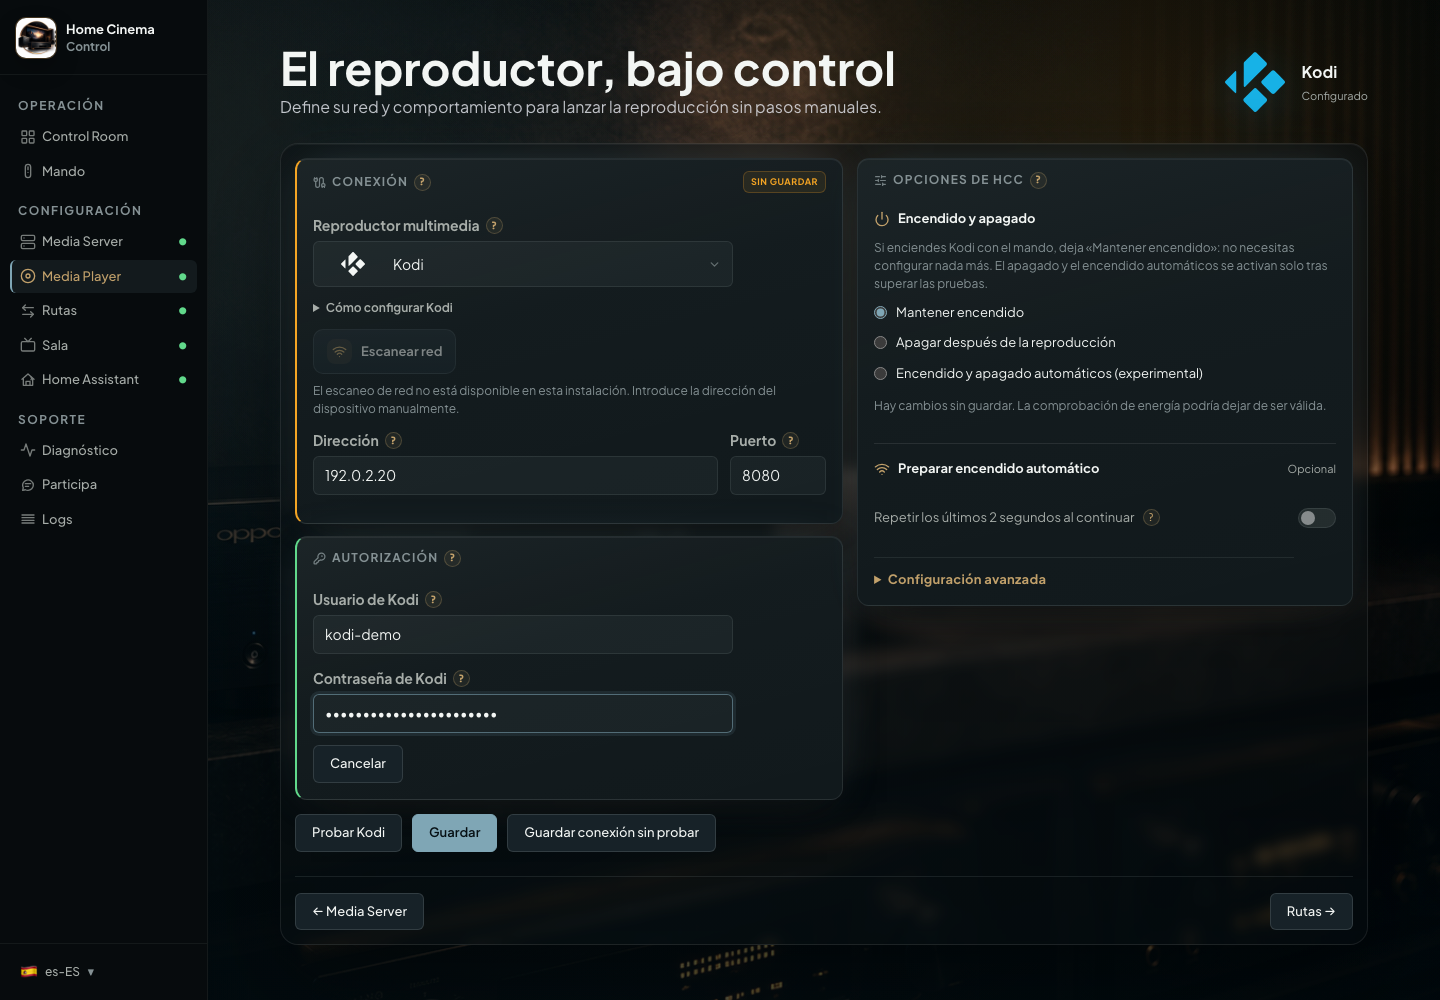 Home Cinema
Control
OPERACIÓN
Control Room
Mando
CONFIGURACIÓN
Media Server
Media Player
Rutas
Sala
Home Assistant
SOPORTE
Diagnóstico
Participa
Logs
es-ES ▾
El reproductor, bajo control
Define su red y comportamiento para lanzar la reproducción sin pasos manuales.
Kodi
Configurado
CONEXIÓN ?
SIN GUARDAR
Reproductor multimedia ?
Kodi
Cómo configurar Kodi
Escanear red
El escaneo de red no está disponible en esta instalación. Introduce la dirección del
dispositivo manualmente.
Dirección ? Puerto ?
192.0.2.20 8080
AUTORIZACIÓN ?
Usuario de Kodi ?
kodi-demo
Contraseña de Kodi ?
•••••••••••••••••••••••
Cancelar
Probar Kodi Guardar Guardar conexión sin probar
← Media Server
Rutas →
OPCIONES DE HCC ?
Encendido y apagado
Si enciendes Kodi con el mando, deja «Mantener encendido»: no necesitas
configurar nada más. El apagado y el encendido automáticos se activan solo tras
superar las pruebas.
Mantener encendido
Apagar después de la reproducción
Encendido y apagado automáticos (experimental)
Hay cambios sin guardar. La comprobación de energía podría dejar de ser válida.
Preparar encendido automático Opcional
Repetir los últimos 2 segundos al continuar ?
Configuración avanzada
oppo